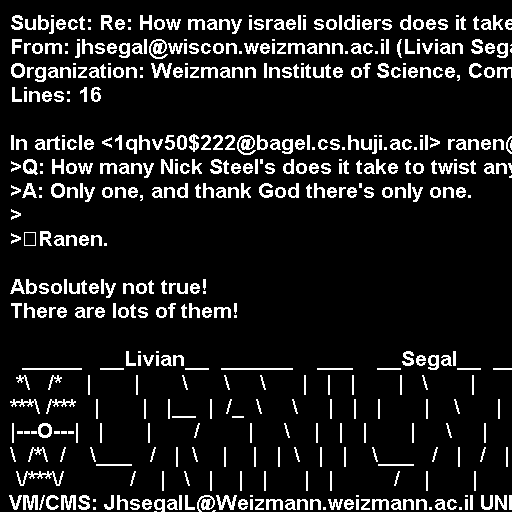 Subject: Re: How many israeli soldiers does it take
From: jhsegal@wiscon.weizmann.ac.il (Livian Sega
Organization: Weizmann Institute of Science, Com
Lines: 16

In article <1qhv50$222@bagel.cs.huji.ac.il> ranen@
>Q: How many Nick Steel's does it take to twist any
>A: Only one, and thank God there's only one.
>
>□Ranen.

Absolutely not true!
There are lots of them!

  ______   __Livian__  _______    ___    __Segal__  __
 *\   /*    |       |       \      \     \      |   |   |       |   \       |
***\ /***   |       |   |__  |  /_  \     \     |   |   |       |    \      |
|---O---|   |       |       /        |     \    |   |   |       |     \     |
\  /*\  /    \___   /   |  \    |    |   |  \   |   |    \___   /   |   /   |
 \/***\/            /    |   \   |    |   |      |   |          /    |       |
VM/CMS: JhsegalL@Weizmann.weizmann.ac.il UNI